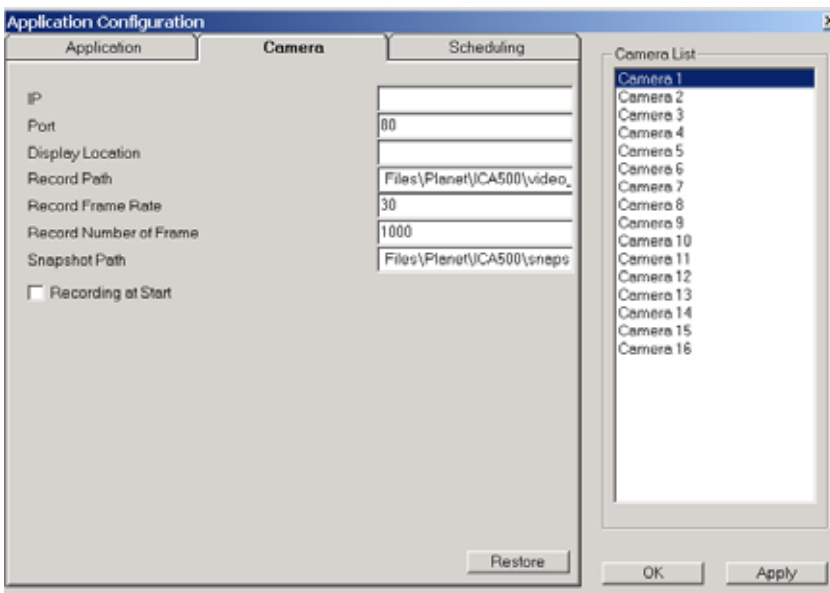 Application Configuration
Application
Camera
Scheduling
IP
Port
80
Display Location
Record Path
Files\Planet\ICA500\video_
Record Frame Rate
30
Record Number of Frame
1000
Snapshot Path
Files\Planet\ICA500\snaps
Recording at Start
Restore
Camera List
Camera 1
Camera 2
Camera 3
Camera 4
Camera 5
Camera 6
Camera 7
Camera 8
Camera 9
Camera 10
Camera 11
Camera 12
Camera 13
Camera 14
Camera 15
Camera 16
OK
Apply